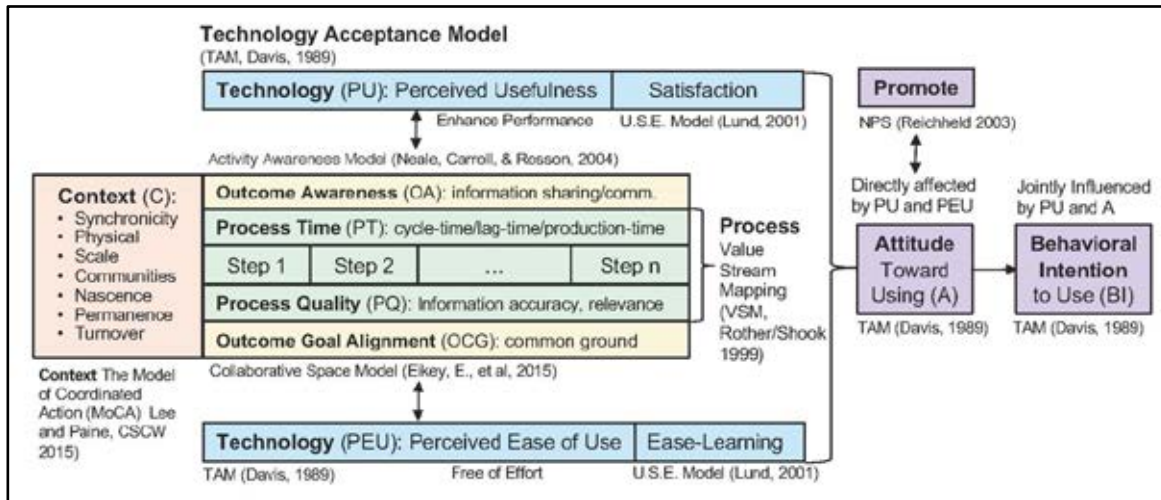 Technology Acceptance Model
(TAM, Davis, 1989)
Technology (PU): Perceived Usefulness
Satisfaction
Enhance Performance
U.S.E. Model (Lund, 2001)
Activity Awareness Model (Neale, Carroll, & Rosson, 2004)
Context (C):
• Synchronicity
• Physical
• Scale
• Communities
• Nascence
• Permanence
• Turnover
Context The Model
of Coordinated
Action (MoCA) Lee
and Paine, CSCW
2015)
Outcome Awareness (OA): information sharing/comm.
Process Time (PT): cycle-time/lag-time/production-time
Step 1
Step 2
...
Step n
Process Quality (PQ): Information accuracy, relevance
Outcome Goal Alignment (OCG): common ground
Collaborative Space Model (Eikey, E., et al, 2015)
Process
Value
Stream
Mapping
(VSM,
Rother/Shook
1999)
Technology (PEU): Perceived Ease of Use
Ease-Learning
TAM (Davis, 1989)
Free of Effort
U.S.E. Model (Lund, 2001)
Promote
NPS (Reichheld 2003)
Directly affected
by PU and PEU
Attitude
Toward
Using (A)
TAM (Davis, 1989)
Jointly Influenced
by PU and A
Behavioral
Intention
to Use (BI)
TAM (Davis, 1989)